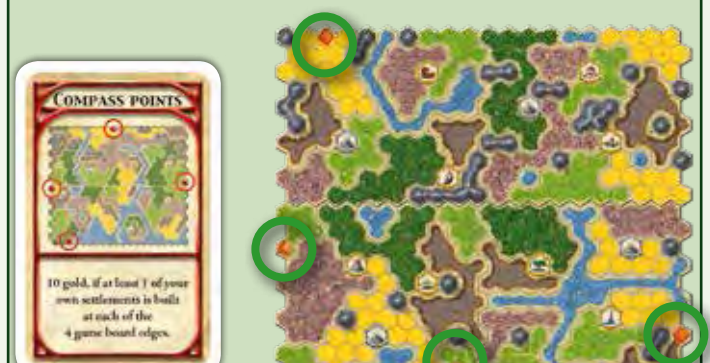 COMPASS POINTS
10 gold, if at least 1 of your
own settlements is built
at each of the
4 game board edges.